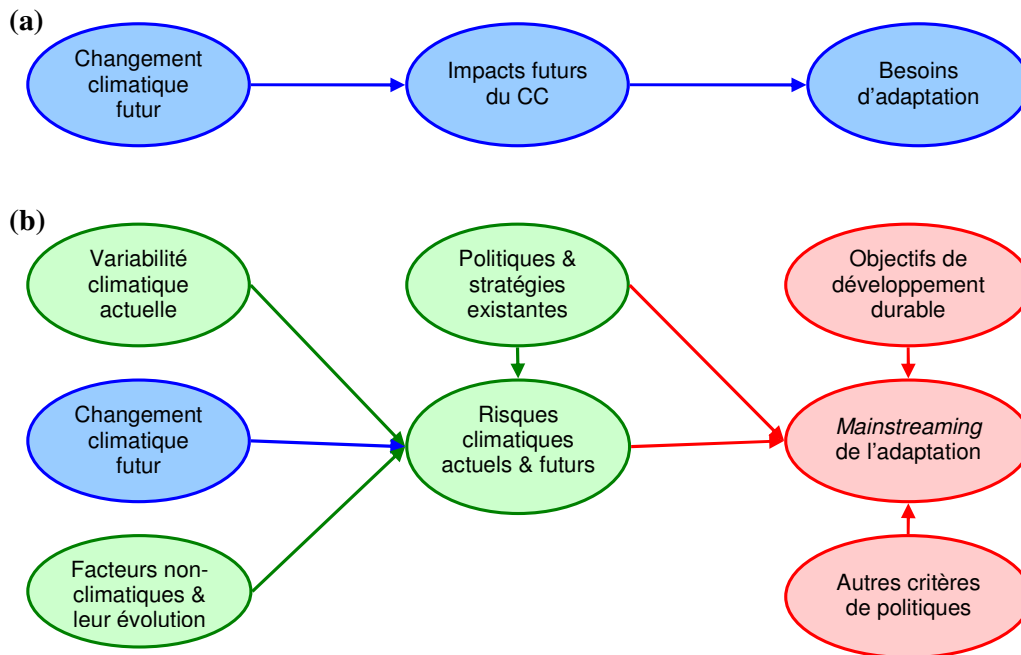 (a)
Changement
climatique
futur
Impacts futurs
du CC
Besoins
d’adaptation
(b)
Variabilité
climatique
actuelle
Politiques &
stratégies
existantes
Objectifs de
développement
durable
Changement
climatique
futur
Risques
climatiques
actuels & futurs
Mainstreaming
de l’adaptation
Facteurs non-
climatiques &
leur évolution
Autres critères
de politiques